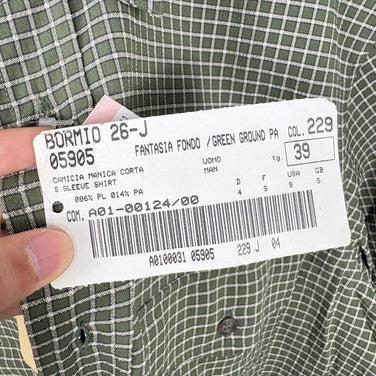 BORMIO 26-J
05905
FANTASIA FONDO /GREEN GROUND PA
COL. 229
CAMICIA MANICA CORTA
S.SLEEVE SHIRT
UOMO
MAN
tg. 39
086% PL 014% PA
D F US GB
4 S S S
COM. A01-00124/00
A0100031 05905 229 J 04